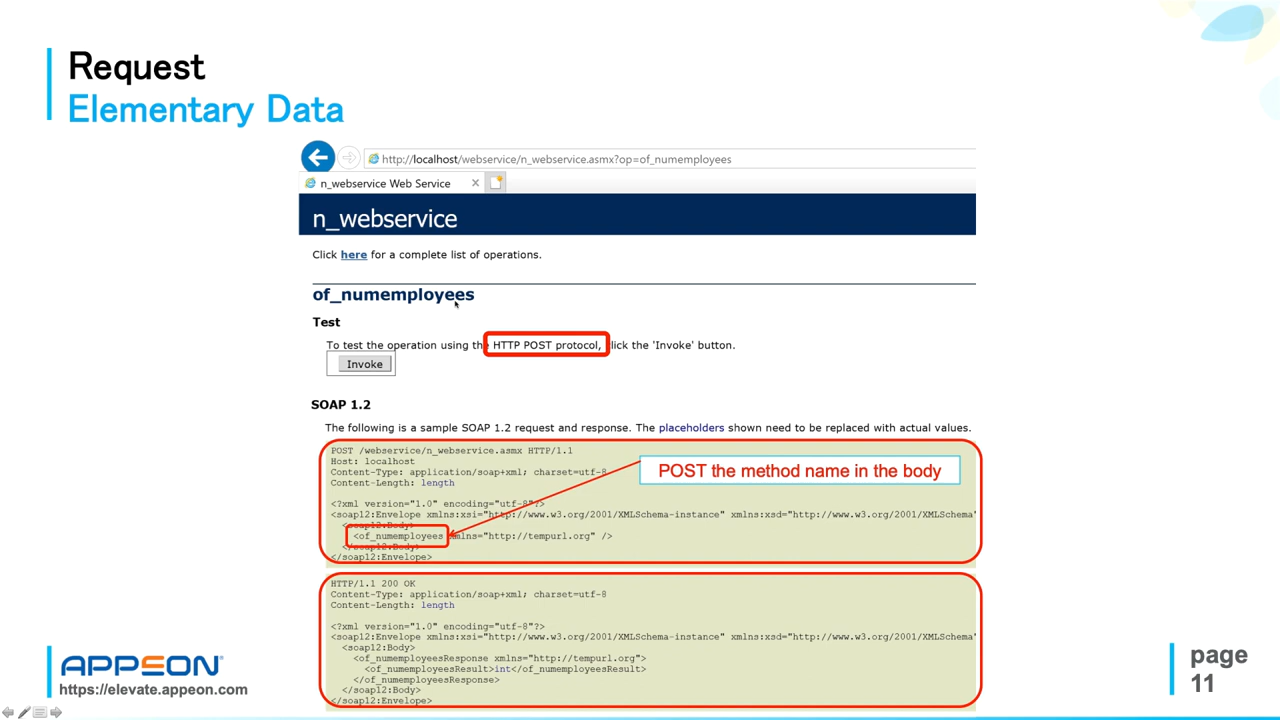 Request
Elementary Data
http://localhost/webservice/n_webservice.asmx?op=of_numemployees
n_webservice Web Service
n_webservice
Click here for a complete list of operations.
of_numemployees
Test
To test the operation using the HTTP POST protocol, click the 'Invoke' button.
Invoke
SOAP 1.2
The following is a sample SOAP 1.2 request and response. The placeholders shown need to be replaced with actual values.
POST /webservice/n_webservice.asmx HTTP/1.1
Host: localhost
Content-Type: application/soap+xml; charset=utf-8
Content-Length: length
POST the method name in the body
<?xml version="1.0" encoding="utf-8"?>
<soap12:Envelope xmlns:xsi="http://www.w3.org/2001/XMLSchema-instance" xmlns:xsd="http://www.w3.org/2001/XMLSchema"
<soap12:Body>
<of_numemployees xmlns="http://tempurl.org" />
</soap12:Body>
</soap12:Envelope>
HTTP/1.1 200 OK
Content-Type: application/soap+xml; charset=utf-8
Content-Length: length
<?xml version="1.0" encoding="utf-8"?>
<soap12:Envelope xmlns:xsi="http://www.w3.org/2001/XMLSchema-instance" xmlns:xsd="http://www.w3.org/2001/XMLSchema"
<soap12:Body>
<of_numemployeesResponse xmlns="http://tempurl.org">
<of_numemployeesResult>int</of_numemployeesResult>
</of_numemployeesResponse>
</soap12:Body>
</soap12:Envelope>
APPEON®
https://elevate.appeon.com
page
11